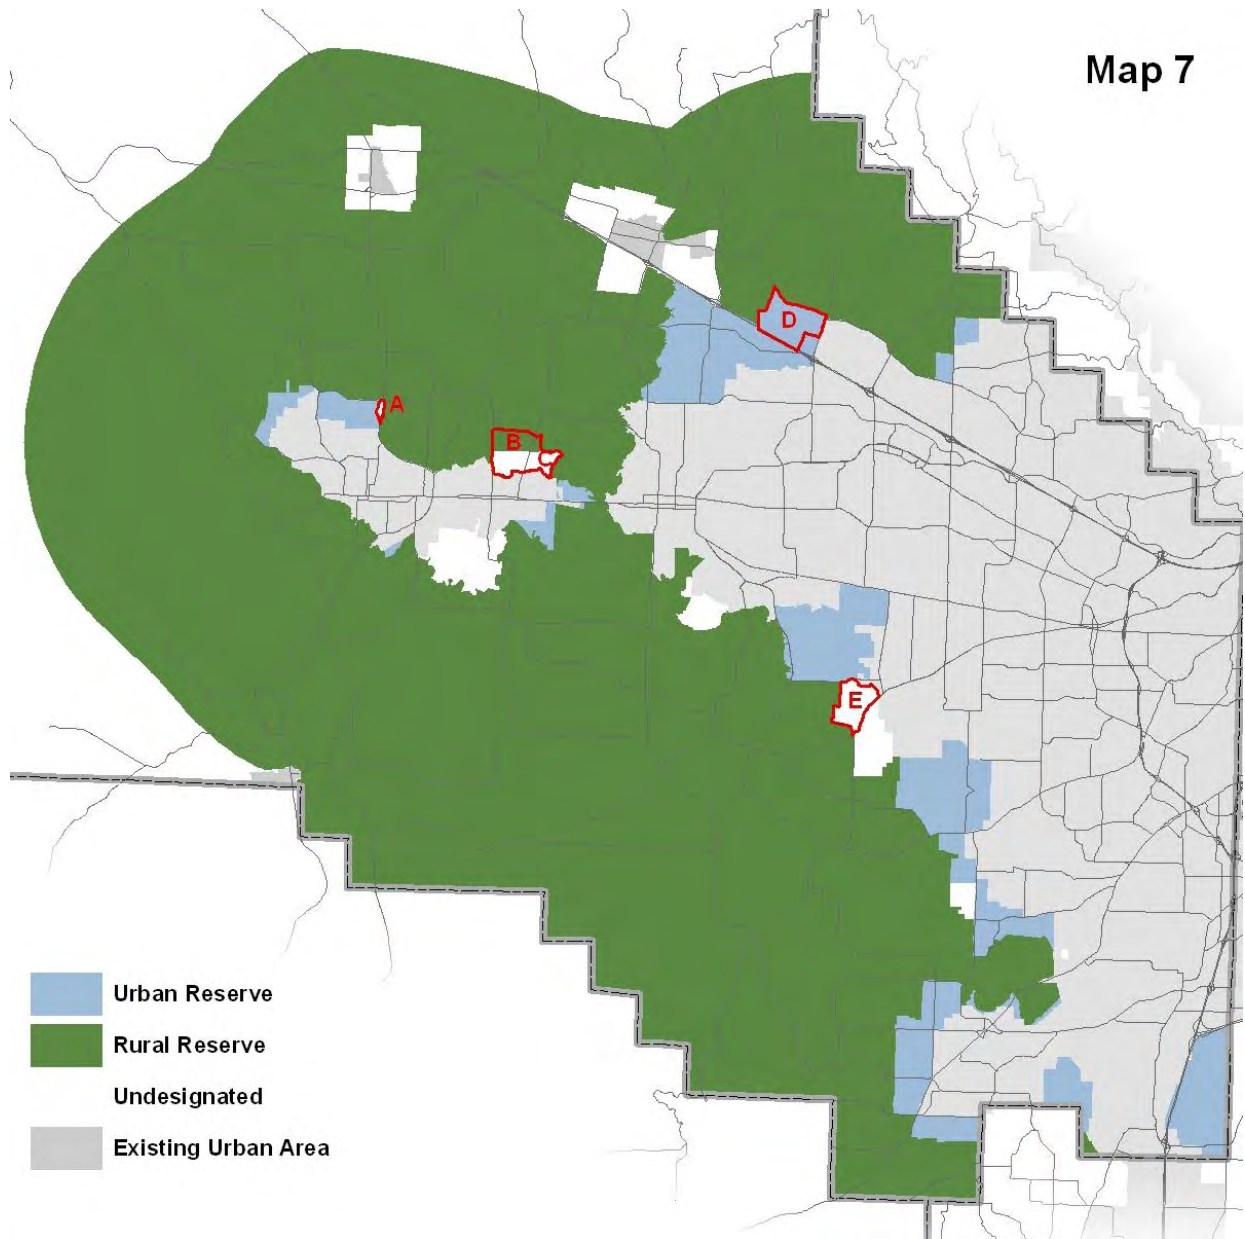 Map 7
D
A
B
C
E
Urban Reserve
Rural Reserve
Undesignated
Existing Urban Area